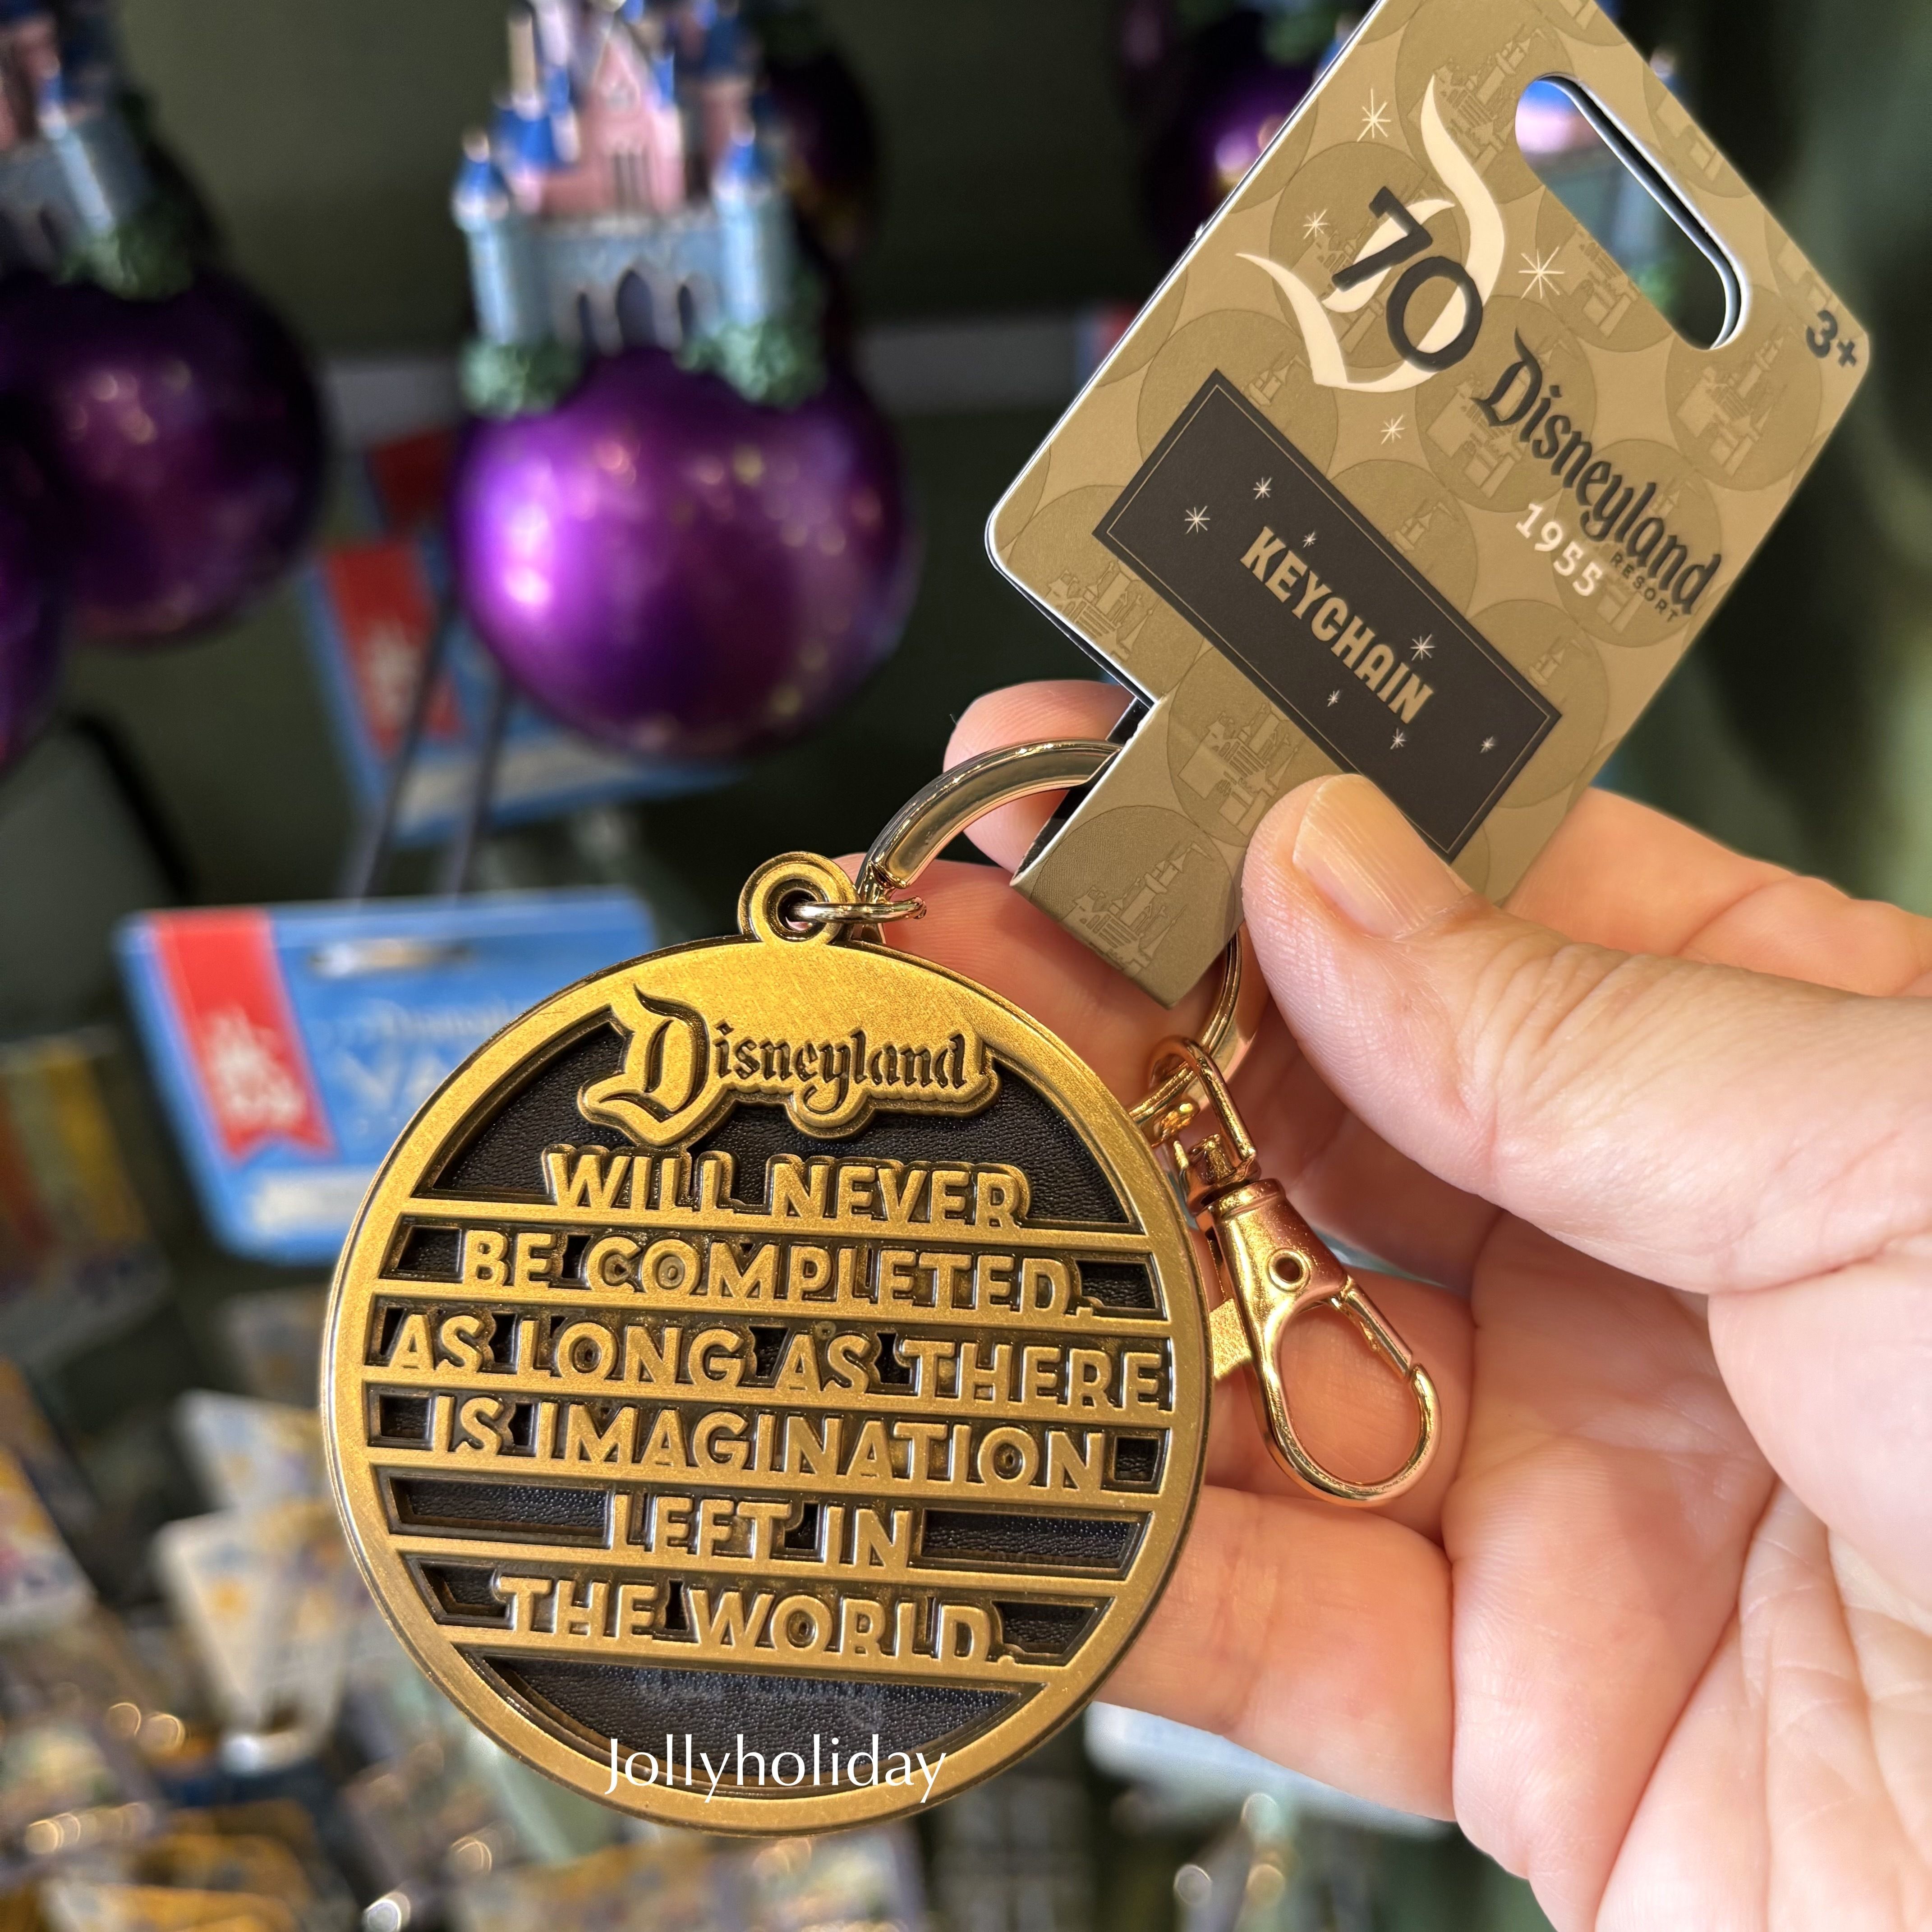 70
Disneyland
RESORT
1955
3+
KEYCHAIN
Disneyland
WILL NEVER
BE COMPLETED.
AS LONG AS THERE
IS IMAGINATION
LEFT IN
THE WORLD.
Jollyholiday